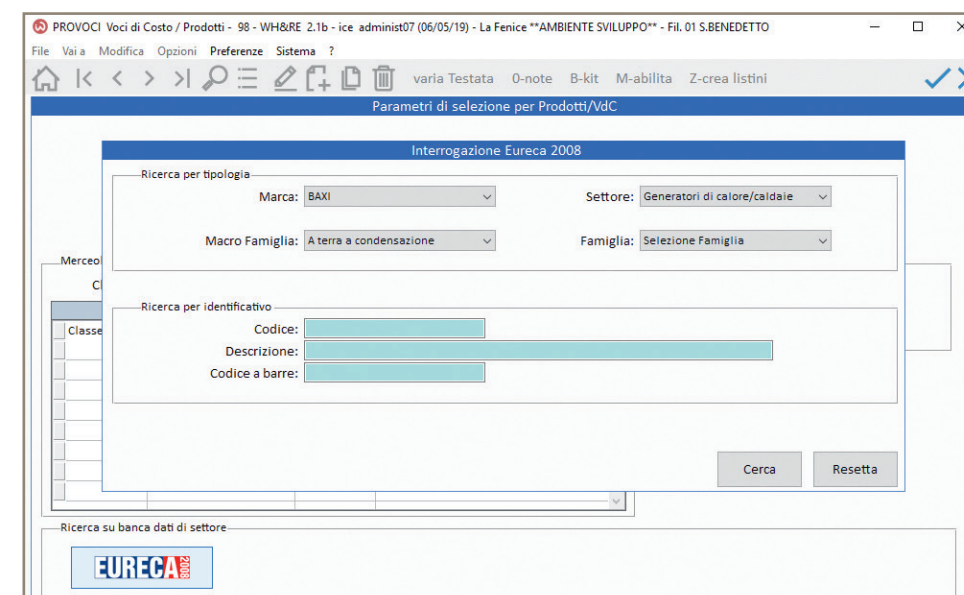 PROVOCI Voci di Costo / Prodotti - 98 - WH&RE 2.1b - ice administ07 (06/05/19) - La Fenice **AMBIENTE SVILUPPO** - Fil. 01 S.BENEDETTO
File Vai a Modifica Opzioni Preferenze Sistema ?
varia Testata 0-note B-kit M-abilita Z-crea listini
Parametri di selezione per Prodotti/VdC
Interrogazione Eureca 2008
Ricerca per tipologia
Marca: BAXI Settore: Generatori di calore/caldaie
Macro Famiglia: A terra a condensazione Famiglia: Selezione Famiglia
Merceol
Cl
Ricerca per identificativo
Codice:
Classe
Descrizione:
Codice a barre:
Cerca Resetta
Ricerca su banca dati di settore
EURECA 2008